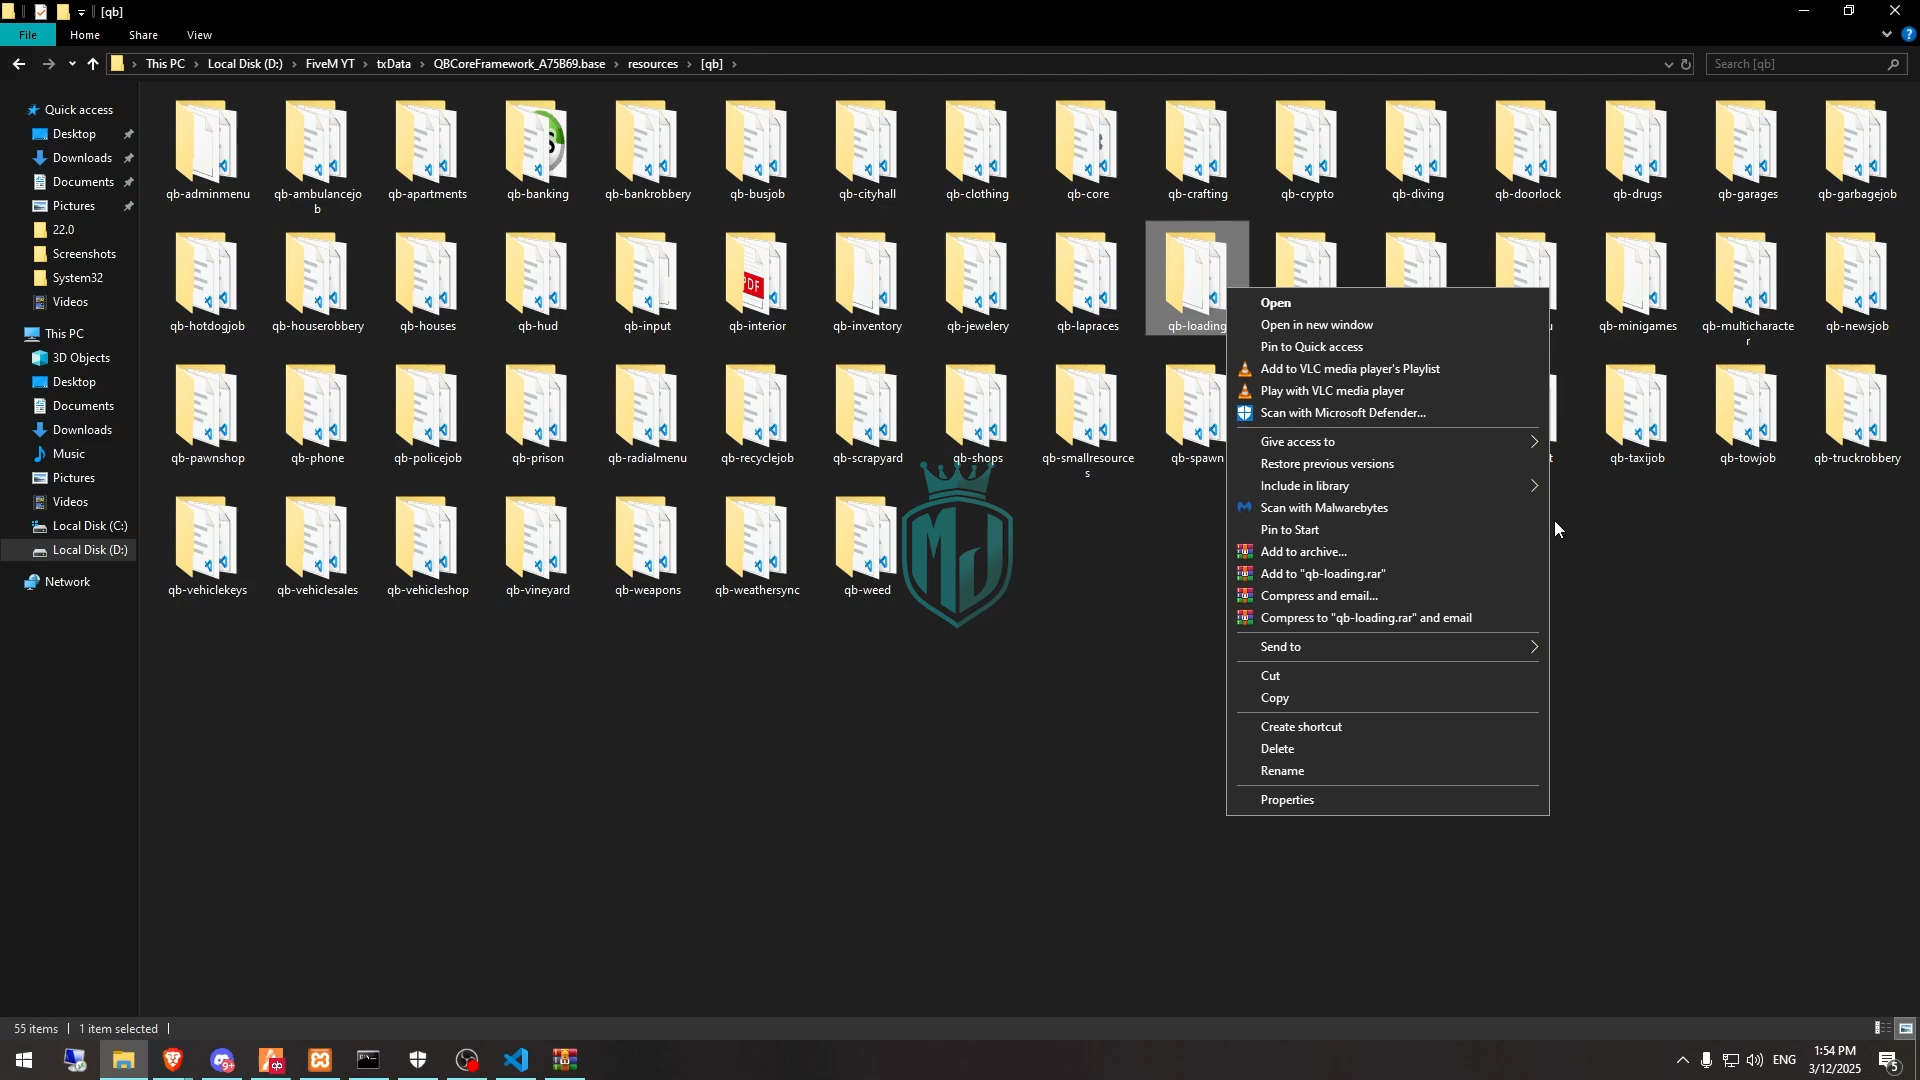 [qb]
File
Home
Share
View
This PC
Local Disk (D:)
FiveM YT
txData
QBCoreFramework_A75B69.base
resources
[qb]
Search [qb]
Quick access
Desktop
Downloads
Documents
Pictures
22.0
Screenshots
System32
Videos
This PC
3D Objects
Desktop
Documents
Downloads
Music
Pictures
Videos
Local Disk (C:)
Local Disk (D:)
Network
qb-adminmenu
qb-ambulancejo
b
qb-apartments
qb-banking
qb-bankrobbery
qb-busjob
qb-cityhall
qb-clothing
qb-core
qb-crafting
qb-crypto
qb-diving
qb-doorlock
qb-drugs
qb-garages
qb-garbagejob
qb-hotdogjob
qb-houserobbery
qb-houses
qb-hud
qb-input
PDF
qb-interior
qb-inventory
qb-jewelery
qb-lapraces
qb-loading
qb-minigames
qb-multicharacte
r
qb-newsjob
qb-pawnshop
qb-phone
qb-policejob
qb-prison
qb-radialmenu
qb-recyclejob
qb-scrapyard
qb-shops
qb-smallresource
s
qb-spawn
t
qb-taxijob
qb-towjob
qb-truckrobbery
qb-vehiclekeys
qb-vehiclesales
qb-vehicleshop
qb-vineyard
qb-weapons
qb-weathersync
qb-weed
MJ
Open
Open in new window
Pin to Quick access
Add to VLC media player's Playlist
Play with VLC media player
Scan with Microsoft Defender...
Give access to
Restore previous versions
Include in library
Scan with Malwarebytes
Pin to Start
Add to archive...
Add to "qb-loading.rar"
Compress and email...
Compress to "qb-loading.rar" and email
Send to
Cut
Copy
Create shortcut
Delete
Rename
Properties
55 items
1 item selected
9+
qb
ENG
1:54 PM
3/12/2025
5